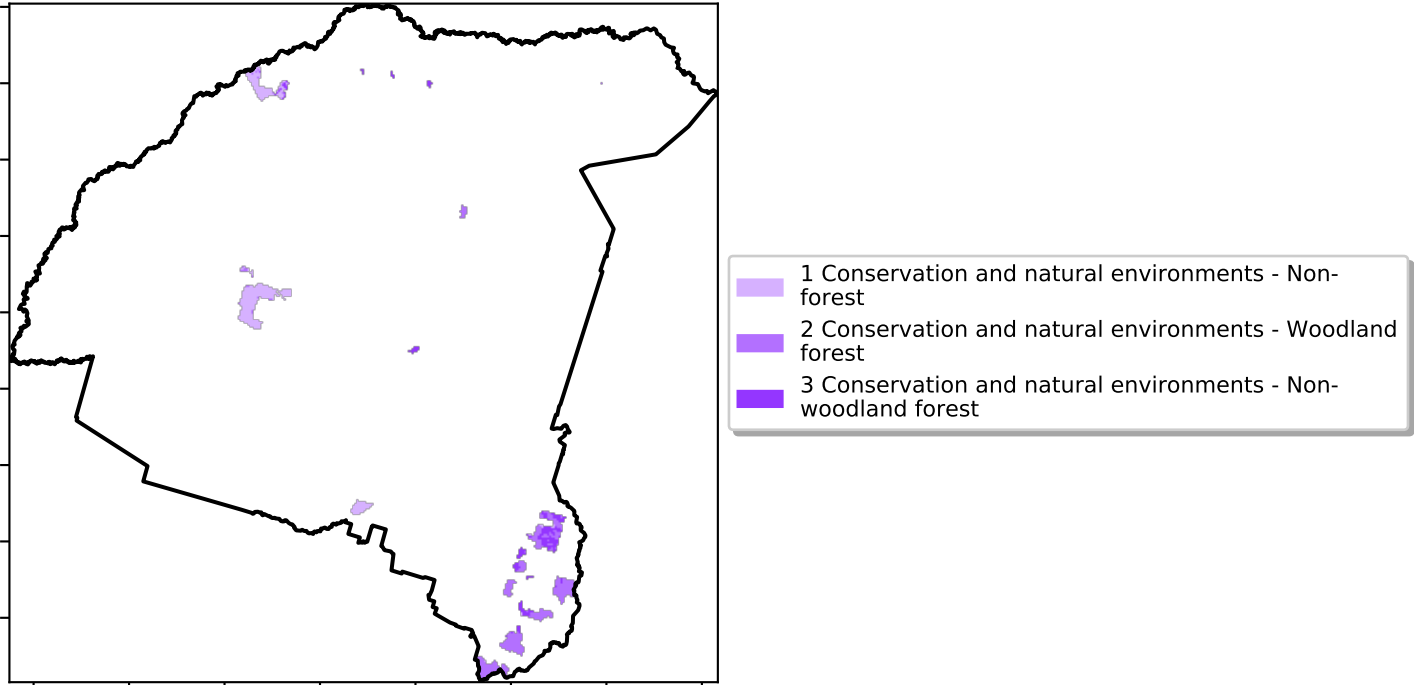 1 Conservation and natural environments - Non-
forest
2 Conservation and natural environments - Woodland
forest
3 Conservation and natural environments - Non-
woodland forest